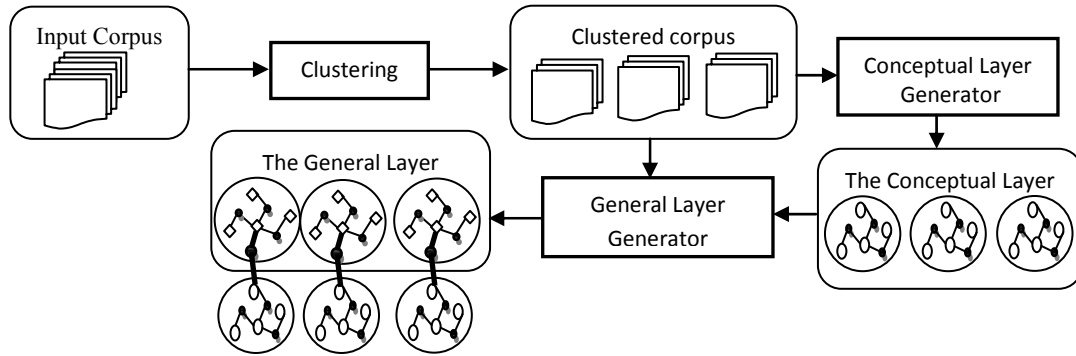 Input Corpus
Clustering
Clustered corpus
Conceptual Layer
Generator
The General Layer
General Layer
Generator
The Conceptual Layer